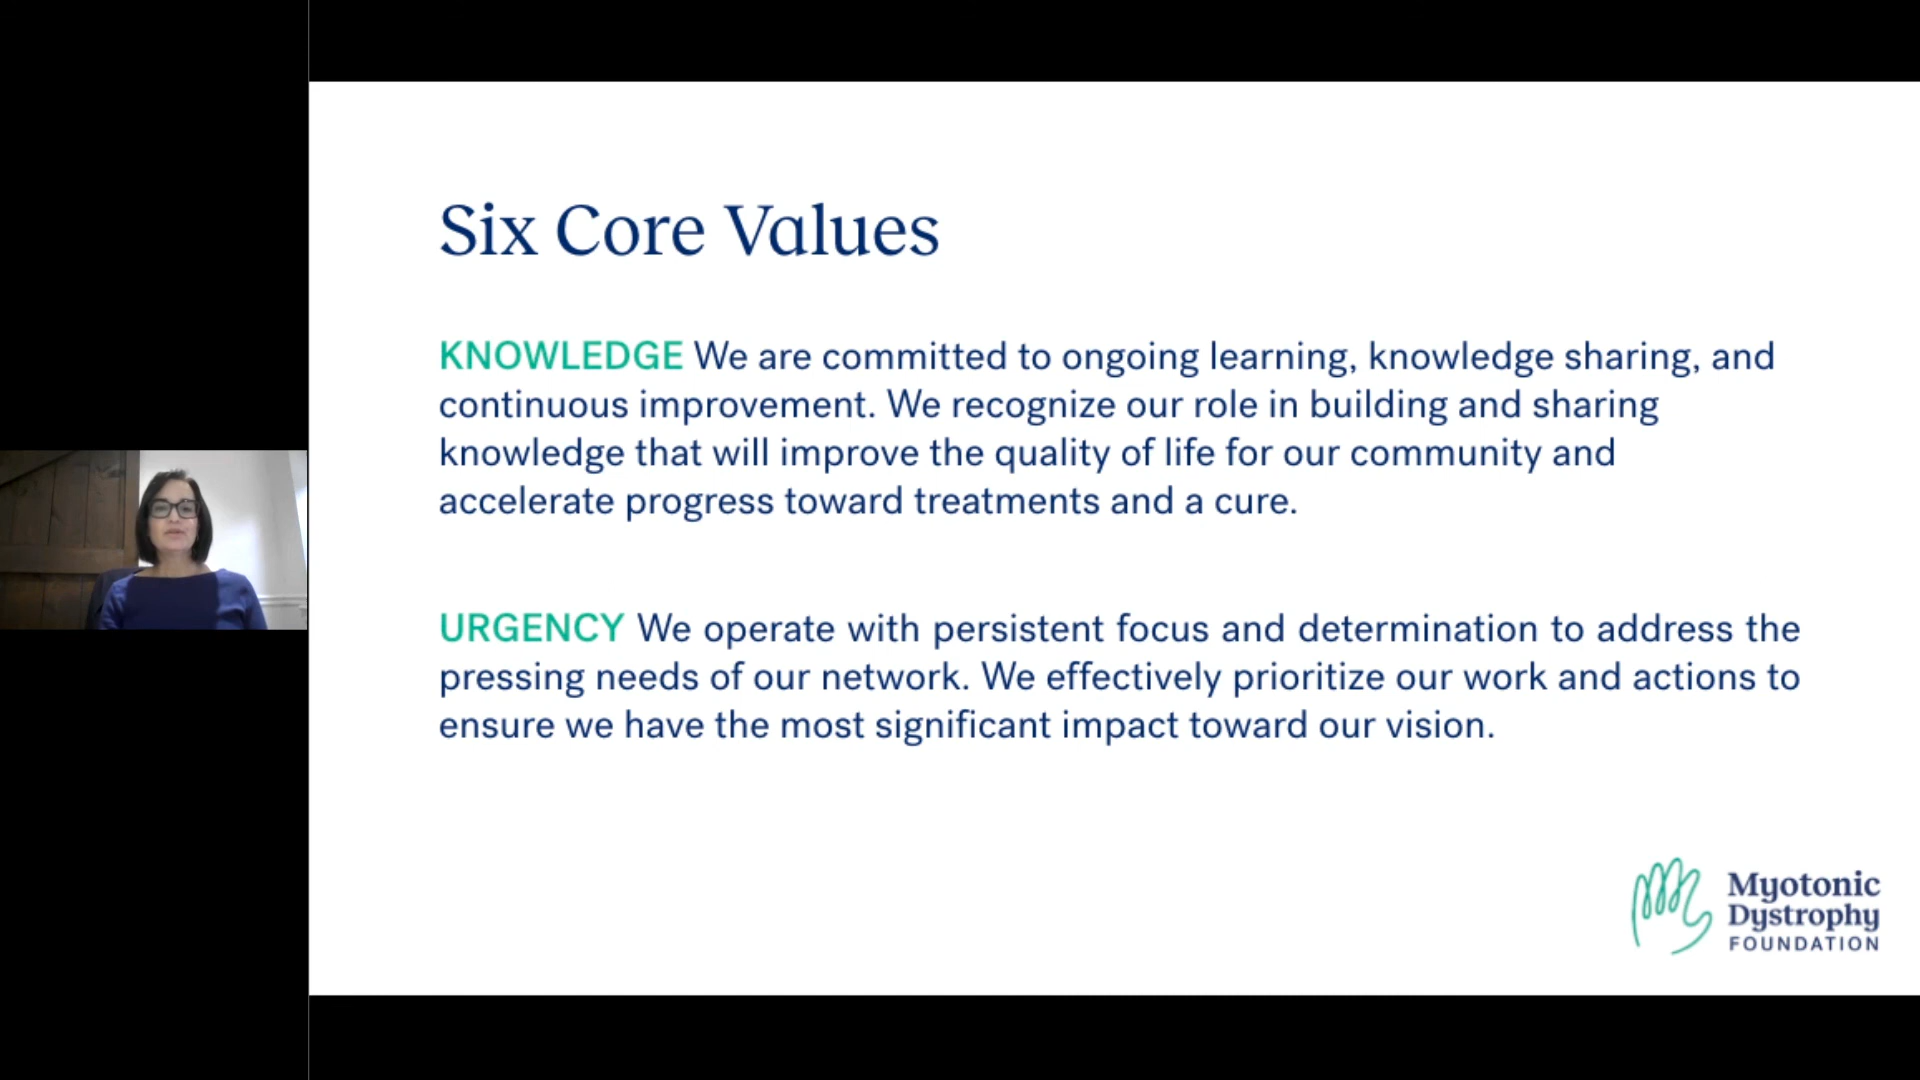 Six Core Values
KNOWLEDGE We are committed to ongoing learning, knowledge sharing, and
continuous improvement. We recognize our role in building and sharing
knowledge that will improve the quality of life for our community and
accelerate progress toward treatments and a cure.
URGENCY We operate with persistent focus and determination to address the
pressing needs of our network. We effectively prioritize our work and actions to
ensure we have the most significant impact toward our vision.
Myotonic
Dystrophy
FOUNDATION